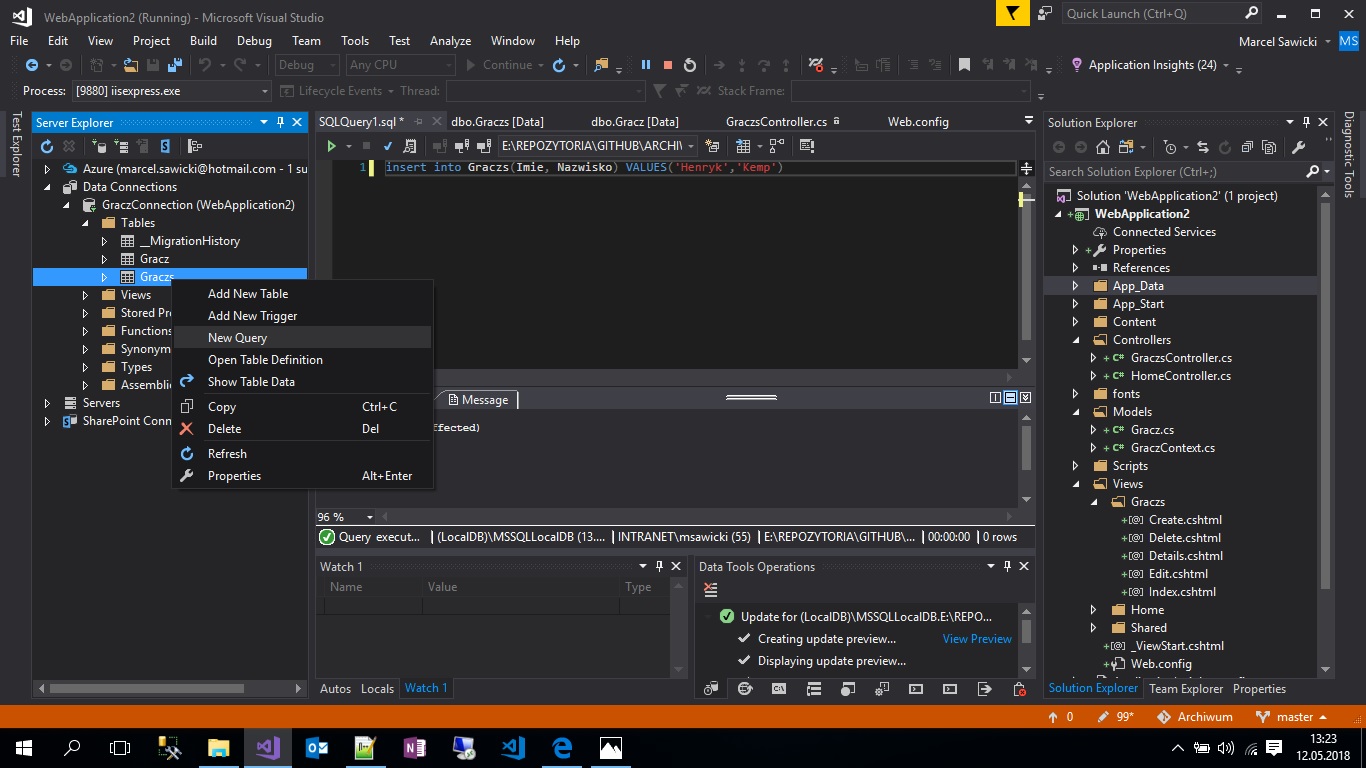 WebApplication2 (Running) - Microsoft Visual Studio
Quick Launch (Ctrl+Q)
File Edit View Project Build Debug Team Tools Test Analyze Window Help
Marcel Sawicki MS
Debug Any CPU Continue Application Insights (24)
Process: [9880] iisexpress.exe Lifecycle Events Thread: Stack Frame:
Test Explorer
Server Explorer
Azure (marcel.sawicki@hotmail.com - 1 su
Data Connections
GraczConnection (WebApplication2)
Tables
__MigrationHistory
Gracz
Graczs
Views
Stored Pr
Functions
Synonym
Types
Assemblie
Servers
SharePoint Conn
Add New Table
Add New Trigger
New Query
Open Table Definition
Show Table Data
Copy Ctrl+C
Delete Del
Refresh
Properties Alt+Enter
SQLQuery1.sql * dbo.Graczs [Data] dbo.Gracz [Data] GraczsController.cs Web.config
E:\REPOZYTORIA\GITHUB\ARCHIV
1 insert into Graczs(Imie, Nazwisko) VALUES('Henryk','Kemp')
Message
ffected)
96 %
Query execut... (LocalDB)\MSSQLLocalDB (13.... INTRANET\msawicki (55) E:\REPOZYTORIA\GITHUB\... 00:00:00 0 rows
Watch 1
Name Value Type
Autos Locals Watch 1
Data Tools Operations
Update for (LocalDB)\MSSQLLocalDB.E:\REPO...
Creating update preview... View Preview
Displaying update preview...
Solution Explorer
Search Solution Explorer (Ctrl+;)
Solution 'WebApplication2' (1 project)
WebApplication2
Connected Services
Properties
References
App_Data
App_Start
Content
Controllers
GraczsController.cs
HomeController.cs
fonts
Models
Gracz.cs
GraczContext.cs
Scripts
Views
Graczs
Create.cshtml
Delete.cshtml
Details.cshtml
Edit.cshtml
Index.cshtml
Home
Shared
_ViewStart.cshtml
Web.config
Solution Explorer Team Explorer Properties
Diagnostic Tools
0 99* Archiwum master
13:23
12.05.2018